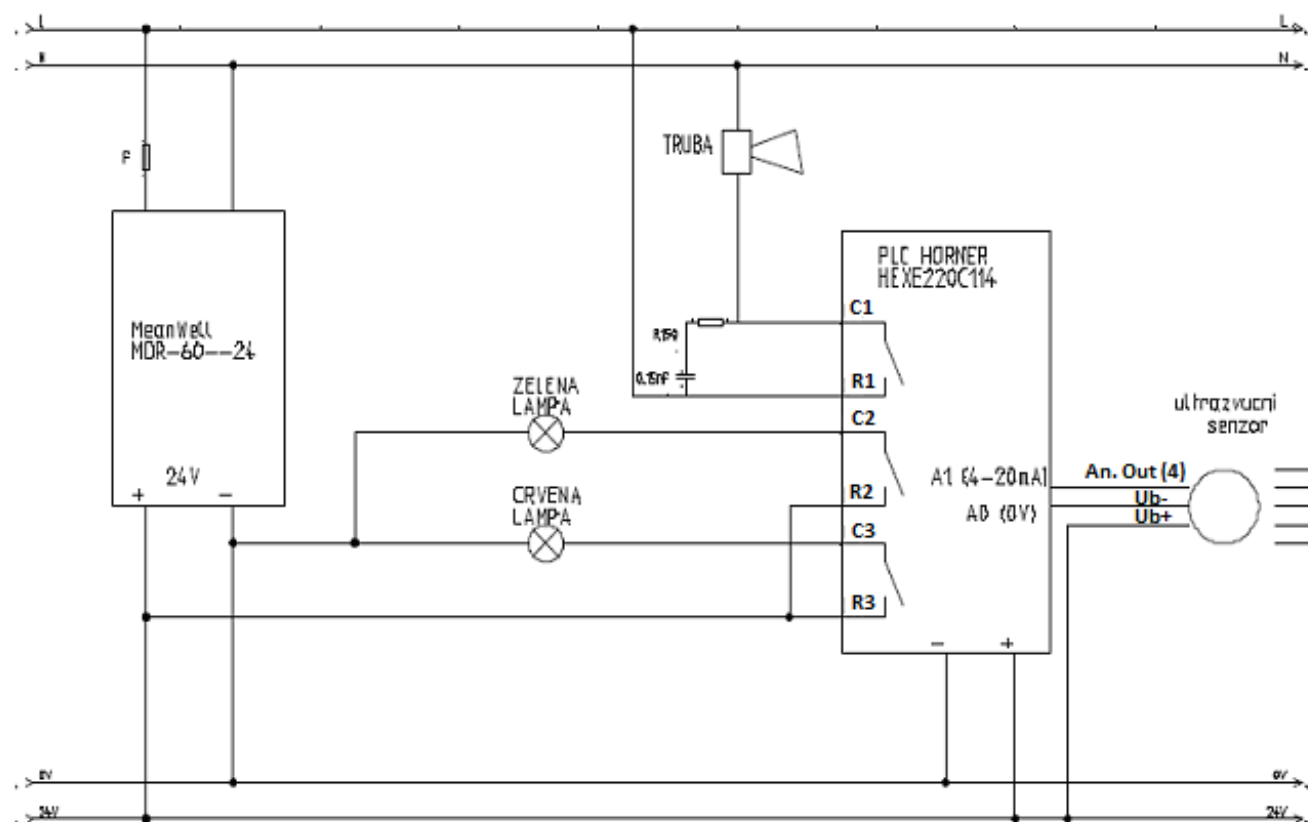 L
L
N
N
F
TRUBA
PLC HORNER
HEXE220C114
C1
MeanWell
MDR-60--24
R1
ZELENA
LAMPA
C2
24V
+
-
CRVENA
LAMPA
R2
C3
R3
A1 (4-20mA)
A0 (0V)
-
+
ultrazvucni
senzor
An. Out (4)
Ub-
Ub+
0V
0V
24V
24V